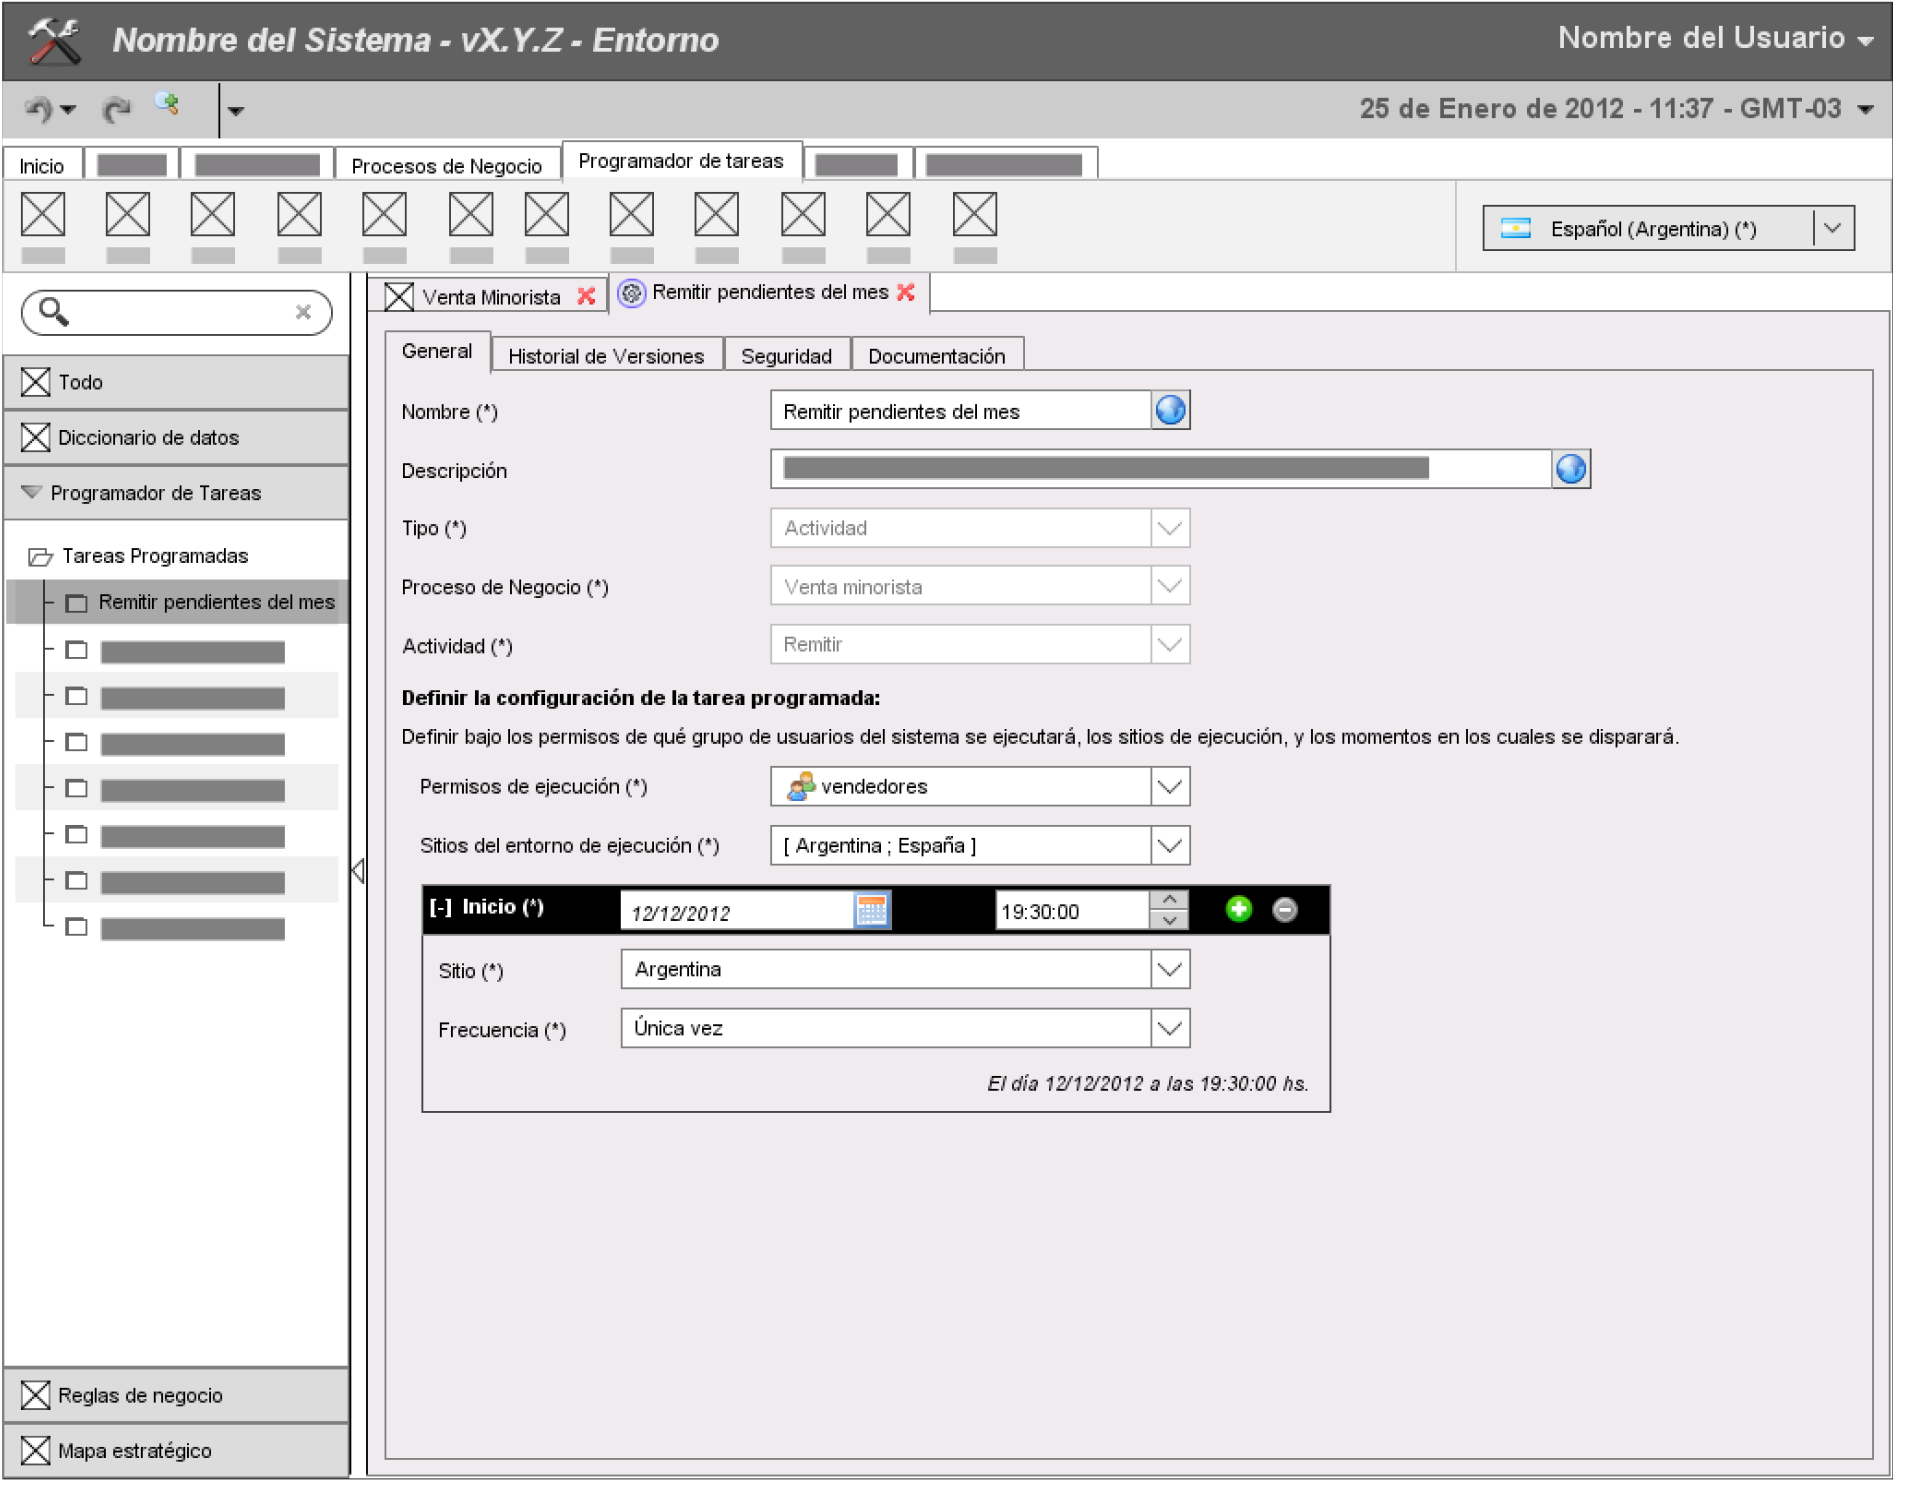 Nombre del Sistema - vX.Y.Z - Entorno
Nombre del Usuario
25 de Enero de 2012 - 11:37 - GMT-03
Inicio
Procesos de Negocio
Programador de tareas
Español (Argentina) (*)
Venta Minorista
Remitir pendientes del mes
Todo
Diccionario de datos
Programador de Tareas
Tareas Programadas
Remitir pendientes del mes
Reglas de negocio
Mapa estratégico
General
Historial de Versiones
Seguridad
Documentación
Nombre (*)
Remitir pendientes del mes
Descripción
Tipo (*)
Actividad
Proceso de Negocio (*)
Venta minorista
Actividad (*)
Remitir
Definir la configuración de la tarea programada:
Definir bajo los permisos de qué grupo de usuarios del sistema se ejecutará, los sitios de ejecución, y los momentos en los cuales se disparará.
Permisos de ejecución (*)
vendedores
Sitios del entorno de ejecución (*)
[ Argentina ; España ]
[-] Inicio (*)
12/12/2012
19:30:00
Sitio (*)
Argentina
Frecuencia (*)
Única vez
El día 12/12/2012 a las 19:30:00 hs.